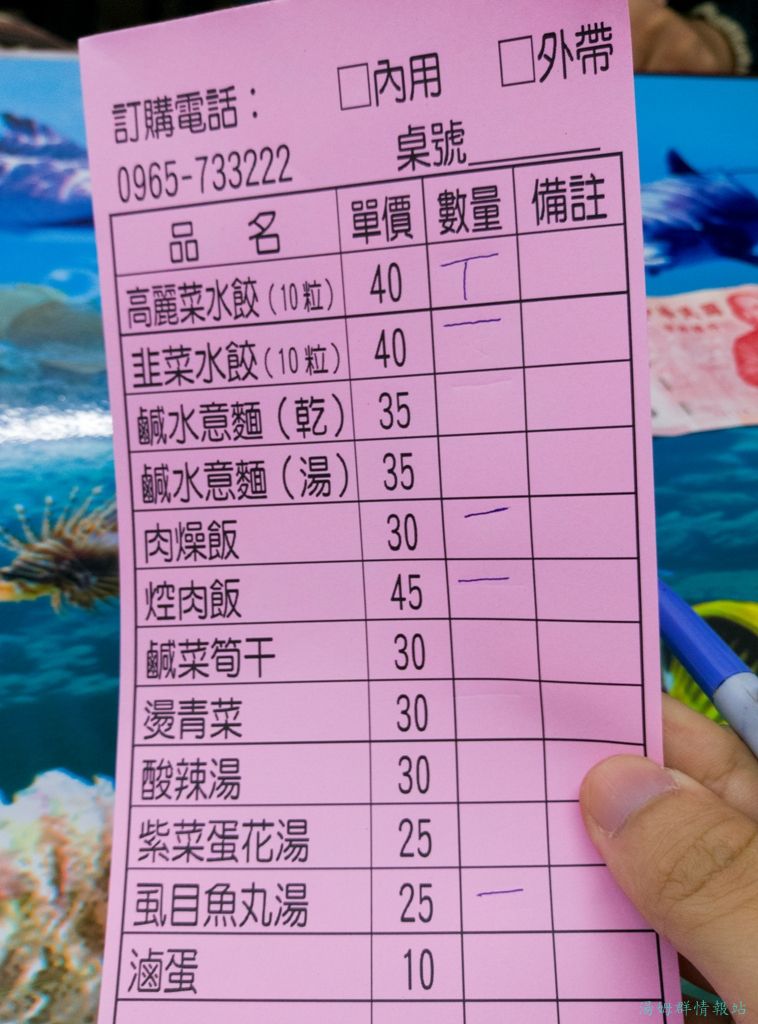 訂購電話：　□內用　□外帶
0965-733222　桌號______
品　名　單價　數量　備註
高麗菜水餃(10粒)　40　丅
韭菜水餃(10粒)　40　一
鹹水意麵(乾)　35
鹹水意麵(湯)　35
肉燥飯　30　一
焢肉飯　45　一
鹹菜筍干　30
燙青菜　30
酸辣湯　30
紫菜蛋花湯　25
虱目魚丸湯　25　一
滷蛋　10
湯姆群情報站